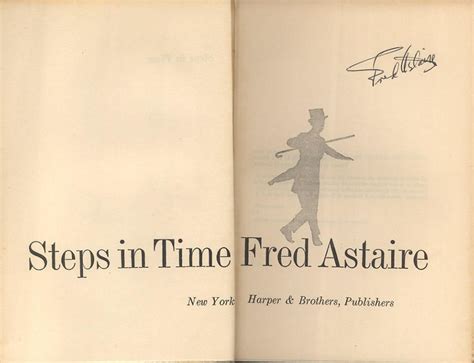 Fred Astaire
Steps in Time Fred Astaire
New York Harper & Brothers, Publishers